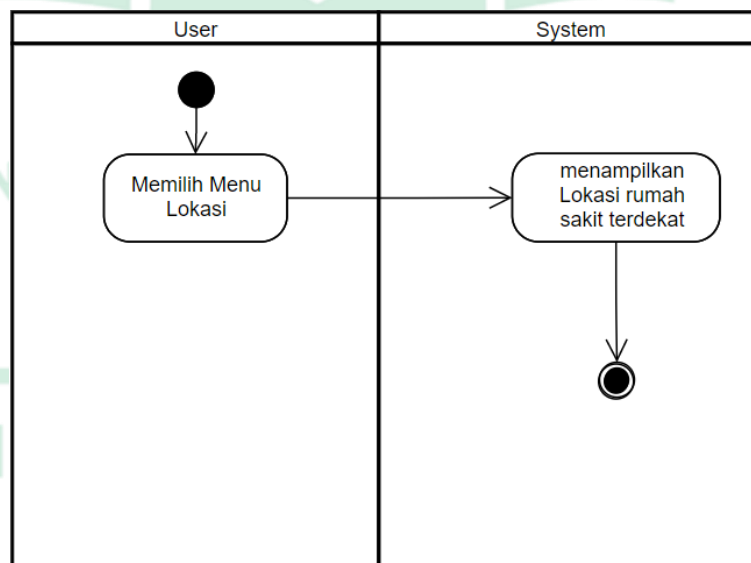 User
System
Memilih Menu
Lokasi
menampilkan
Lokasi rumah
sakit terdekat